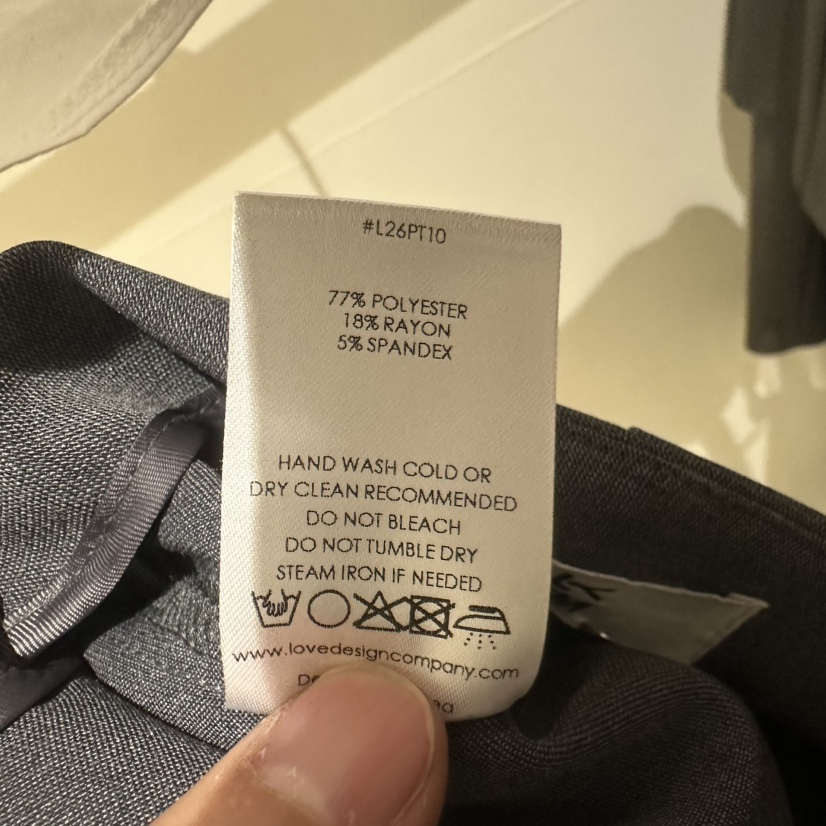 #L26PT10
77% POLYESTER
18% RAYON
5% SPANDEX
HAND WASH COLD OR
DRY CLEAN RECOMMENDED
DO NOT BLEACH
DO NOT TUMBLE DRY
STEAM IRON IF NEEDED
www.lovedesigncompany.com